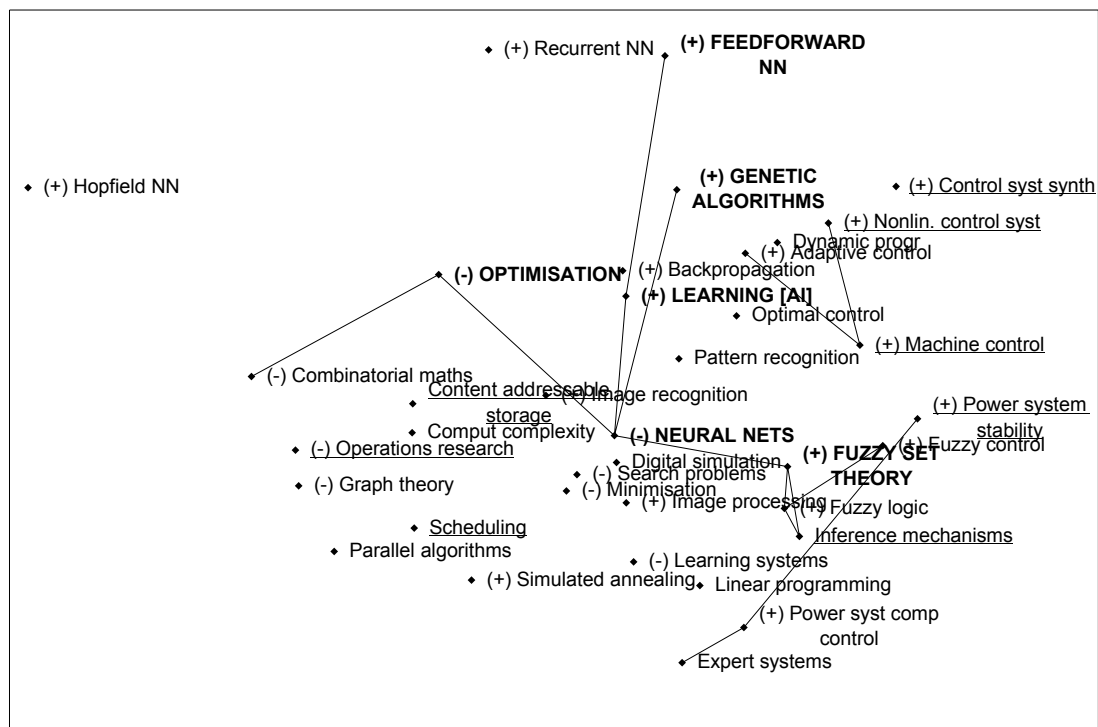 (+) Recurrent NN
(+) FEEDFORWARD
NN
(+) Hopfield NN
(+) GENETIC
ALGORITHMS
(+) Control syst synth
(+) Nonlin. control syst
Dynamic progr
(+) Adaptive control
(-) OPTIMISATION
(+) Backpropagation
(+) LEARNING [AI]
Optimal control
(+) Machine control
Pattern recognition
(-) Combinatorial maths
Content addressable
storage
(+) Image recognition
(+) Power system
stability
Comput complexity
(-) NEURAL NETS
(+) Fuzzy control
(-) Operations research
(+) FUZZY SET
THEORY
Digital simulation
(-) Search problems
(-) Graph theory
(-) Minimisation
(+) Image processing
(+) Fuzzy logic
Scheduling
Inference mechanisms
Parallel algorithms
(-) Learning systems
(+) Simulated annealing
Linear programming
(+) Power syst comp
control
Expert systems